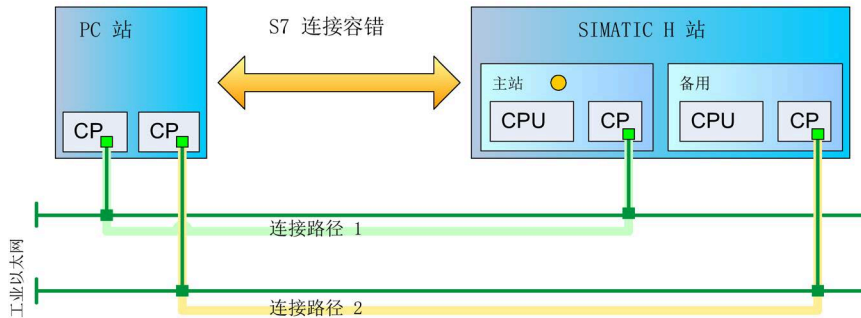 PC 站
S7 连接容错
SIMATIC H 站
主站
备用
CP
CP
CPU
CP
CPU
CP
连接路径 1
工业以太网
连接路径 2